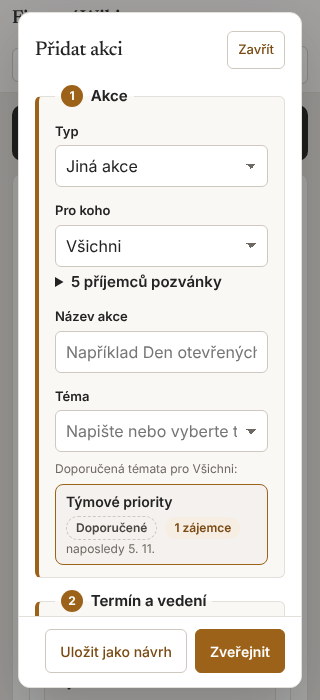 Přidat akci
Zavřít
1 Akce
Typ
Jiná akce
Pro koho
Všichni
5 příjemců pozvánky
Název akce
Například Den otevřených
Téma
Napište nebo vyberte t
Doporučená témata pro Všichni:
Týmové priority
Doporučené 1 zájemce
naposledy 5. 11.
2 Termín a vedení
Uložit jako návrh
Zveřejnit